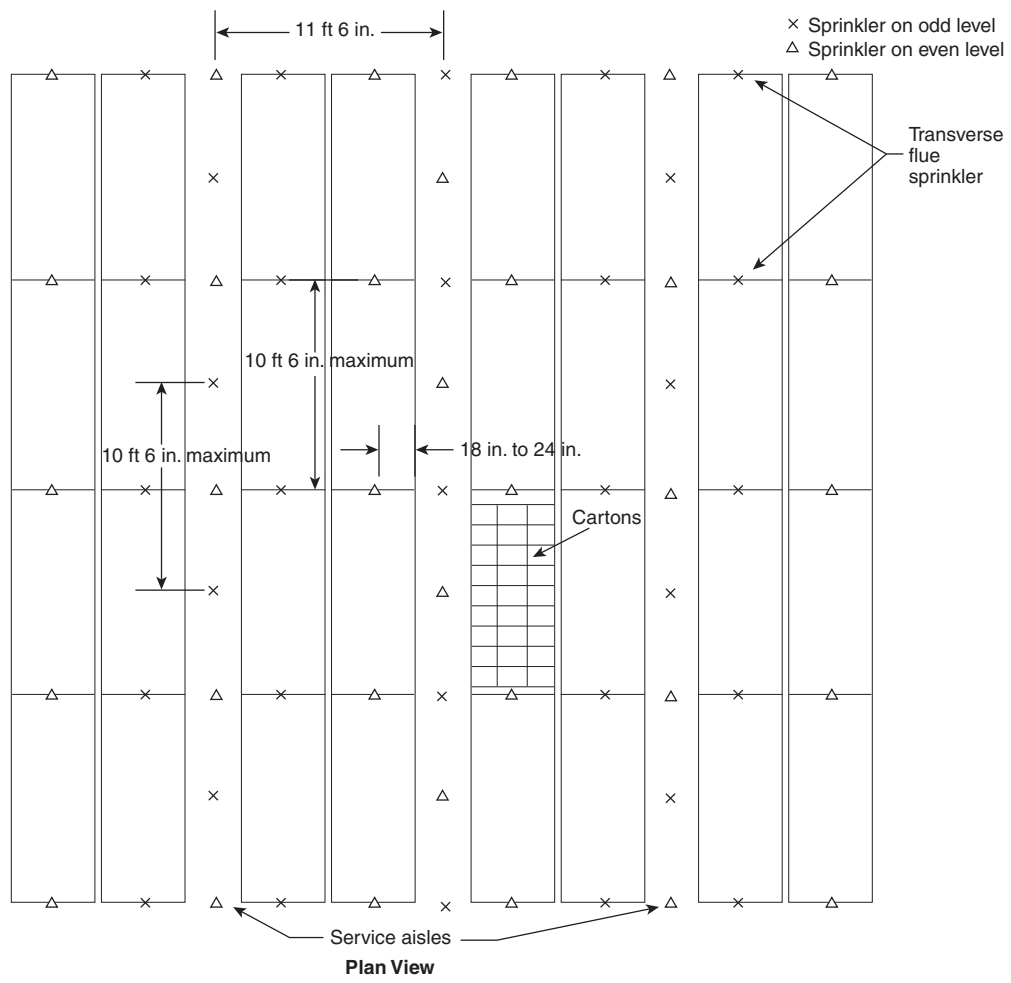 11 ft 6 in.
× Sprinkler on odd level
△ Sprinkler on even level
Transverse
flue
sprinkler
10 ft 6 in. maximum
10 ft 6 in. maximum
18 in. to 24 in.
Cartons
Service aisles
Plan View